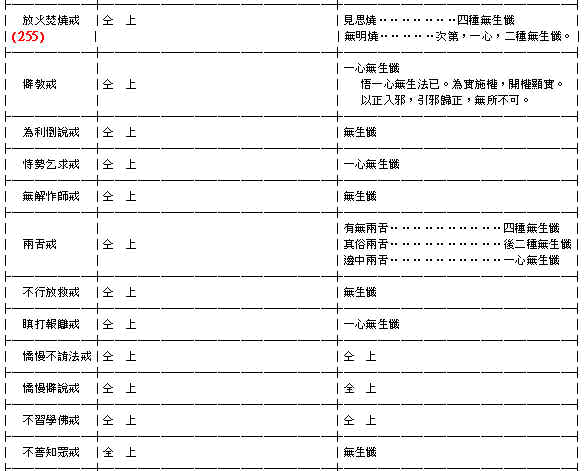 放火焚燒戒 仝 上 見思燒‥‥‥‥‥‥四種無生懺
(255) 無明燒‥‥‥‥次第，一心，二種無生懺。
僻教戒 仝 上 一心無生懺
悟一心無生法已。為實施權，開權顯實。
以正入邪，引邪歸正，無所不可。
為利倒說戒 仝 上 無生懺
恃勢乞求戒 仝 上 一心無生懺
無解作師戒 仝 上 無生懺
兩舌戒 仝 上 有無兩舌‥‥‥‥‥‥‥‥四種無生懺
真俗兩舌‥‥‥‥‥‥‥‥後二種無生懺
邊中兩舌‥‥‥‥‥‥‥‥一心無生懺
不行放救戒 仝 上 無生懺
瞋打報讎戒 仝 上 一心無生懺
憍慢不請法戒 仝 上 仝 上
憍慢僻說戒 仝 上 仝 上
不習學佛戒 仝 上 仝 上
不善知眾戒 仝 上 無生懺